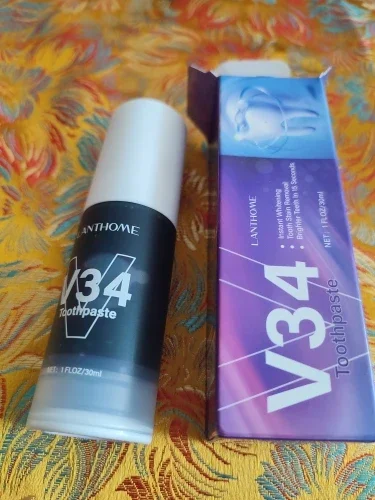 LANTHOME
V34
Toothpaste
NET: 1 FL.OZ/30ml
LANTHOME
• Instant Whitening
• Tooth Stain Removal
• Brighter Teeth In 15 Seconds
V34
Toothpaste
NET: 1 FL.OZ/30ml